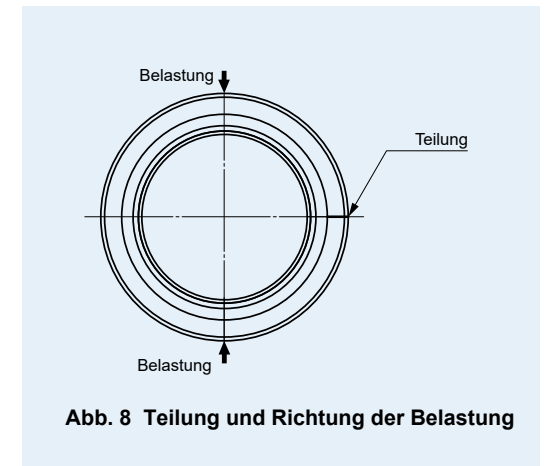 Belastung
Teilung
Belastung
Abb. 8 Teilung und Richtung der Belastung